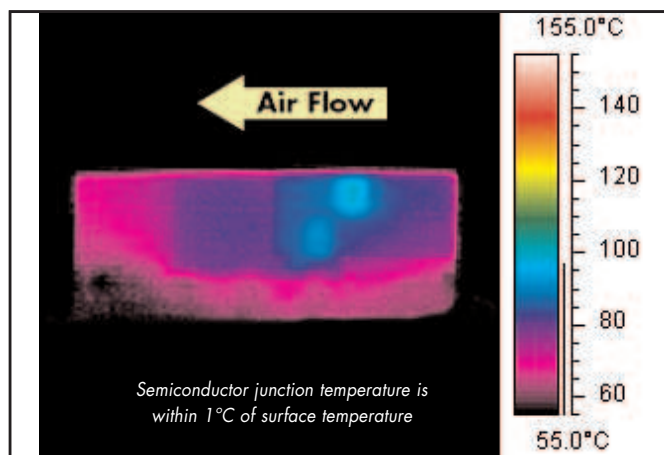 155.0°C
Air Flow
140
120
100
80
60
Semiconductor junction temperature is
within 1°C of surface temperature
55.0°C